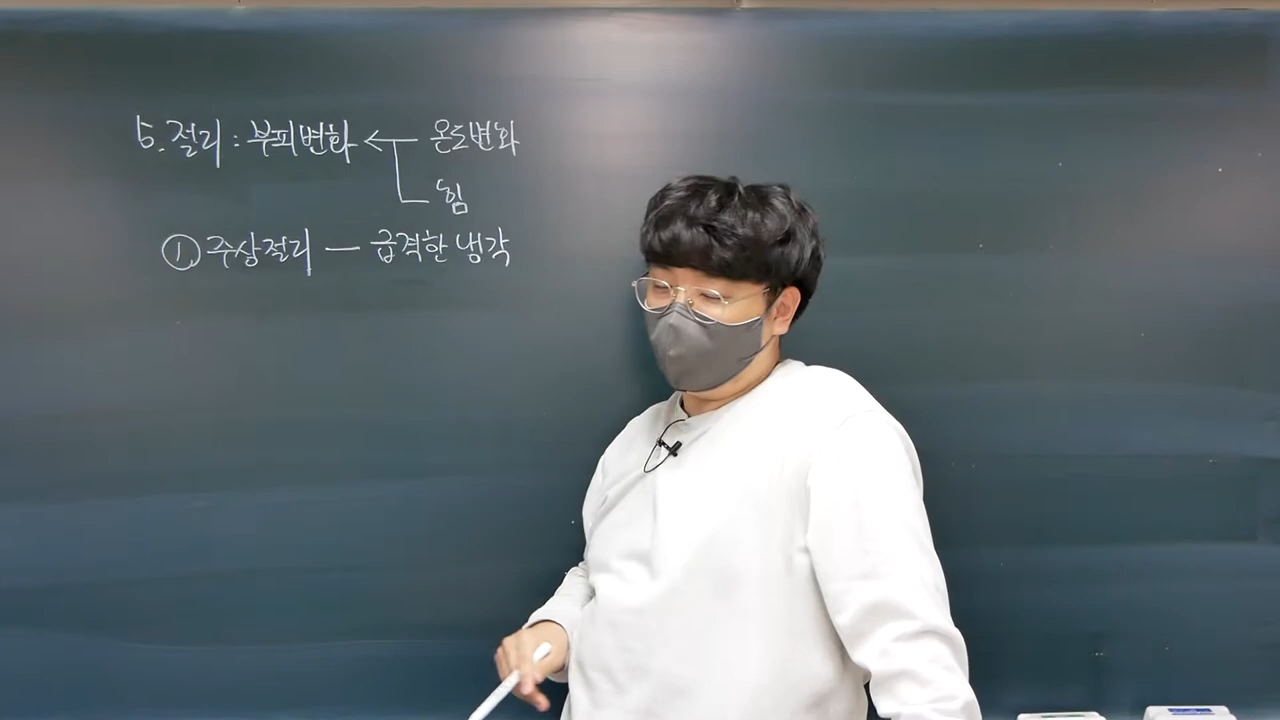 5. 절리 : 부피변화 ← 온도변화
힘
① 주상절리 — 급격한 냉각